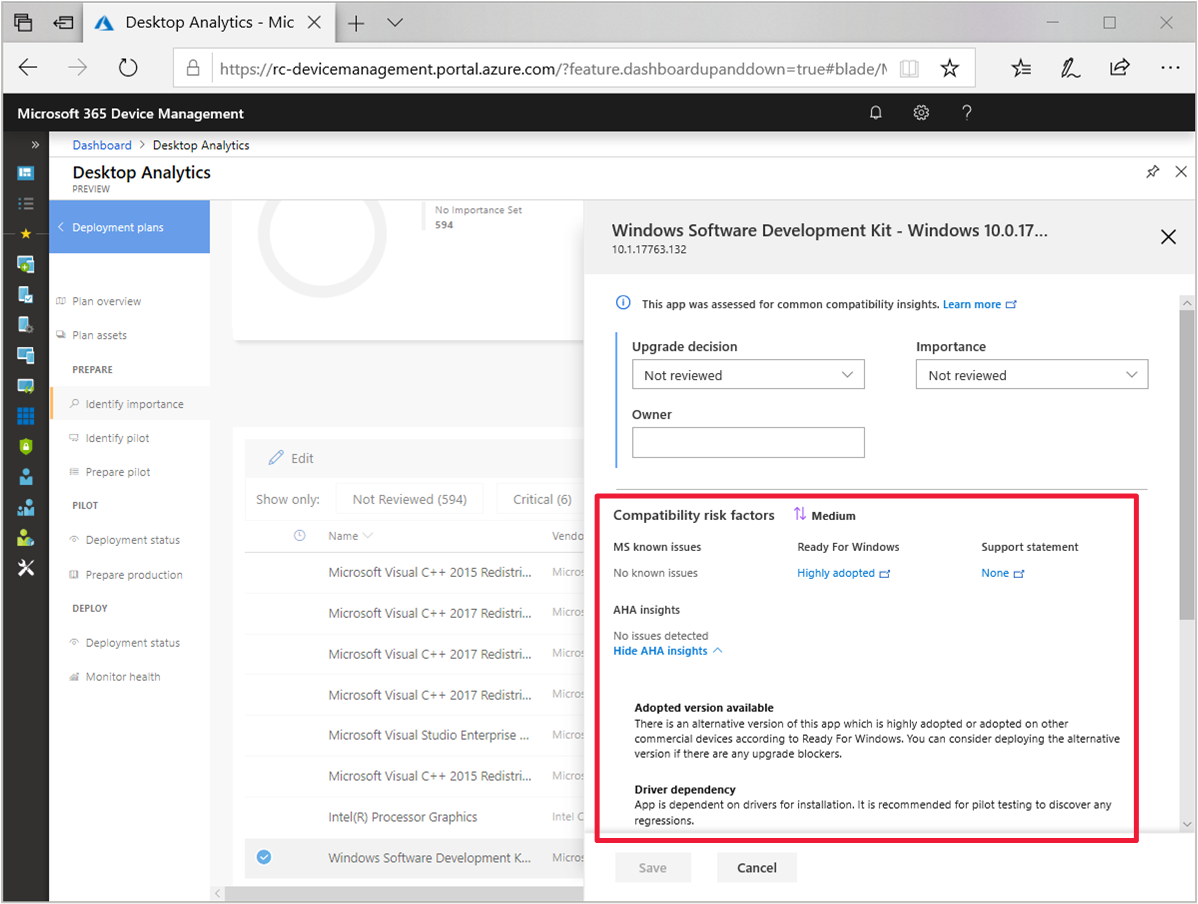 Desktop Analytics - Mic
https://rc-devicemanagement.portal.azure.com/?feature.dashboardupanddown=true#blade/
Microsoft 365 Device Management
?
Dashboard > Desktop Analytics
Desktop Analytics
PREVIEW
Deployment plans
Plan overview
Plan assets
PREPARE
Identify importance
Identify pilot
Prepare pilot
PILOT
Deployment status
Prepare production
DEPLOY
Deployment status
Monitor health
No Importance Set
594
Edit
Show only: Not Reviewed (594) Critical (6)
Name Vendo
Microsoft Visual C++ 2015 Redistri... Micros
Microsoft Visual C++ 2017 Redistri... Micros
Microsoft Visual C++ 2017 Redistri... Micros
Microsoft Visual C++ 2017 Redistri... Micros
Microsoft Visual Studio Enterprise ... Micros
Microsoft Visual C++ 2015 Redistri... Micros
Intel(R) Processor Graphics Intel C
Windows Software Development K... Micros
Windows Software Development Kit - Windows 10.0.17...
10.1.17763.132
This app was assessed for common compatibility insights. Learn more
Upgrade decision Importance
Not reviewed Not reviewed
Owner
Compatibility risk factors Medium
MS known issues Ready For Windows Support statement
No known issues Highly adopted None
AHA insights
No issues detected
Hide AHA insights
Adopted version available
There is an alternative version of this app which is highly adopted or adopted on other
commercial devices according to Ready For Windows. You can consider deploying the alternative
version if there are any upgrade blockers.
Driver dependency
App is dependent on drivers for installation. It is recommended for pilot testing to discover any
regressions.
Save Cancel